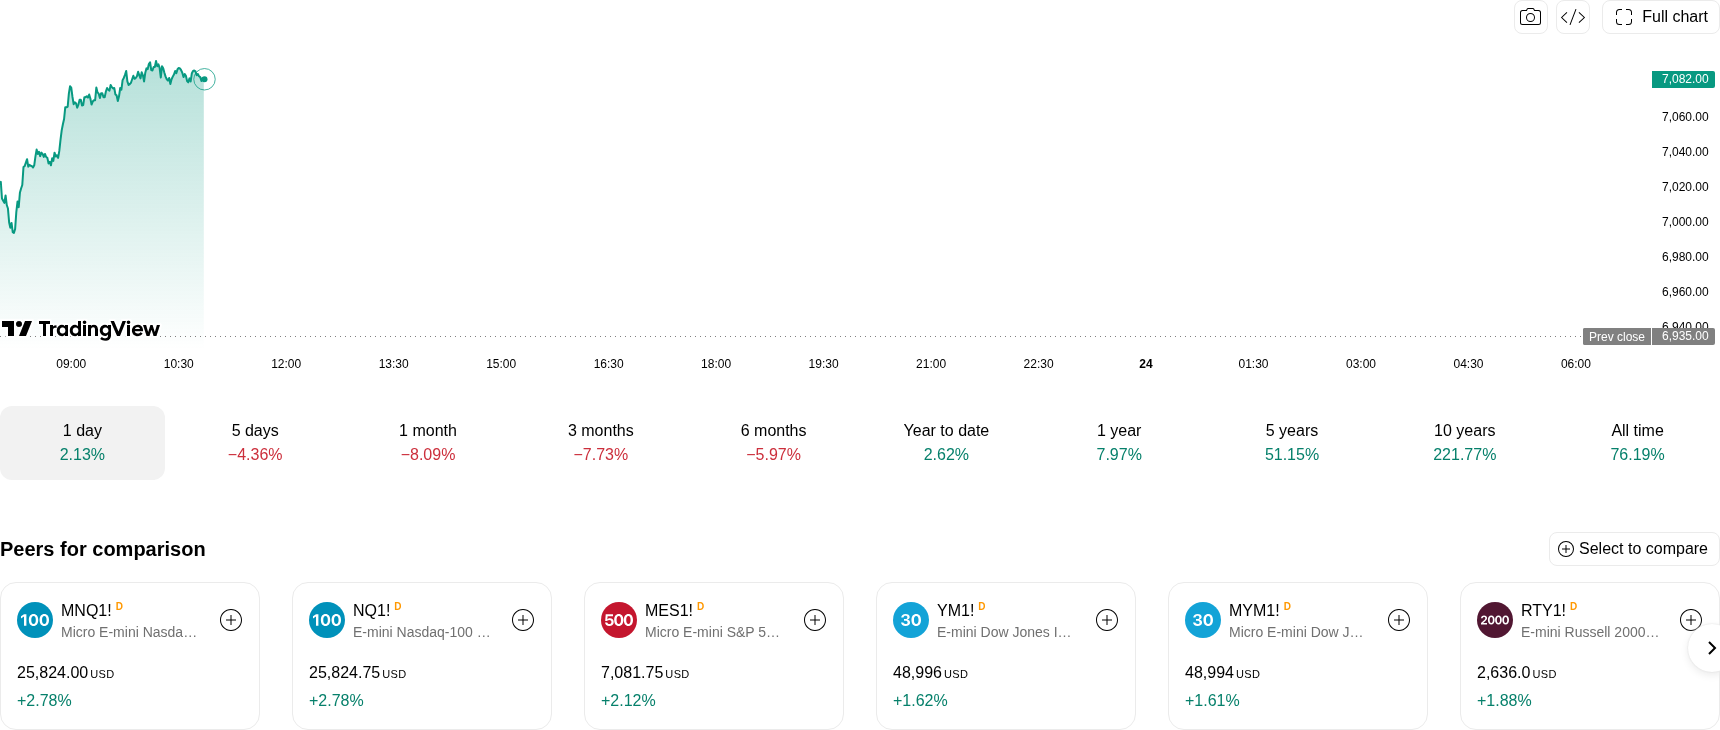 Full chart
7,082.00
7,060.00
7,040.00
7,020.00
7,000.00
6,980.00
6,960.00
6,940.00
Prev close 6,935.00
TradingView
09:00 10:30 12:00 13:30 15:00 16:30 18:00 19:30 21:00 22:30 24 01:30 03:00 04:30 06:00
1 day 5 days 1 month 3 months 6 months Year to date 1 year 5 years 10 years All time
2.13% −4.36% −8.09% −7.73% −5.97% 2.62% 7.97% 51.15% 221.77% 76.19%
Peers for comparison
Select to compare
100 MNQ1! D
Micro E-mini Nasda…
25,824.00 USD
+2.78%
100 NQ1! D
E-mini Nasdaq-100 …
25,824.75 USD
+2.78%
500 MES1! D
Micro E-mini S&P 5…
7,081.75 USD
+2.12%
30 YM1! D
E-mini Dow Jones I…
48,996 USD
+1.62%
30 MYM1! D
Micro E-mini Dow J…
48,994 USD
+1.61%
2000 RTY1! D
E-mini Russell 2000…
2,636.0 USD
+1.88%